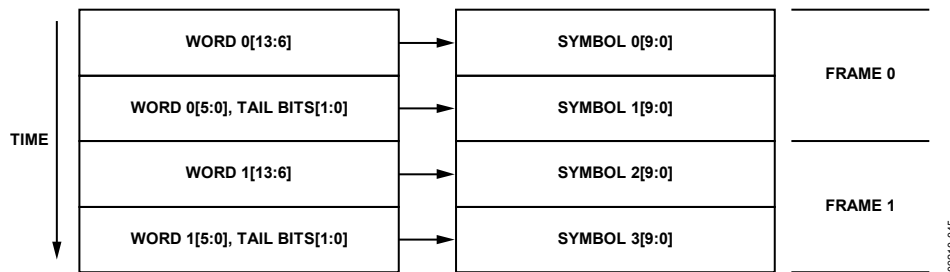 WORD 0[13:6]
SYMBOL 0[9:0]
FRAME 0
WORD 0[5:0], TAIL BITS[1:0]
SYMBOL 1[9:0]
TIME
WORD 1[13:6]
SYMBOL 2[9:0]
FRAME 1
WORD 1[5:0], TAIL BITS[1:0]
SYMBOL 3[9:0]